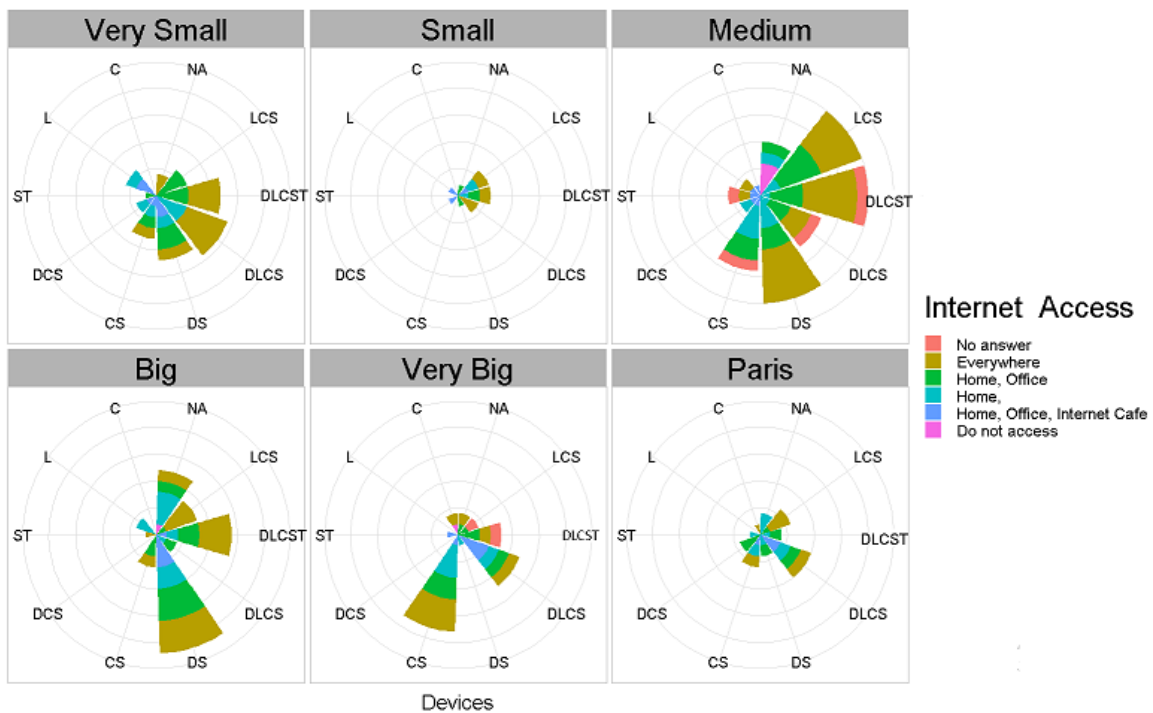 Very Small
Small
Medium
C
NA
LCS
DLCST
DLCS
DS
CS
DCS
ST
L
C
NA
LCS
DLCST
DLCS
DS
CS
DCS
ST
L
C
NA
LCS
DLCST
DLCS
DS
CS
DCS
ST
L
Big
Very Big
Paris
C
NA
LCS
DLCST
DLCS
DS
CS
DCS
ST
L
C
NA
LCS
DLCST
DLCS
DS
CS
DCS
ST
L
C
NA
LCS
DLCST
DLCS
DS
CS
DCS
ST
L
Devices
Internet Access
No answer
Everywhere
Home, Office
Home,
Home, Office, Internet Cafe
Do not access